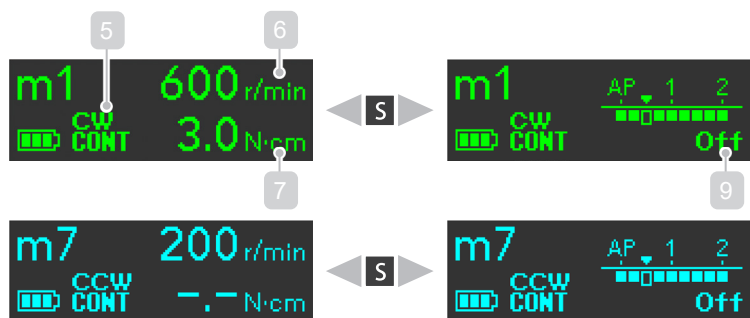 5 6
m1 600 r/min
CW
CONT 3.0 N·cm
7
S
m1 AP 1 2
CW
CONT Off
9
m7 200 r/min
CCW
CONT -.- N·cm
S
m7 AP 1 2
CCW
CONT Off